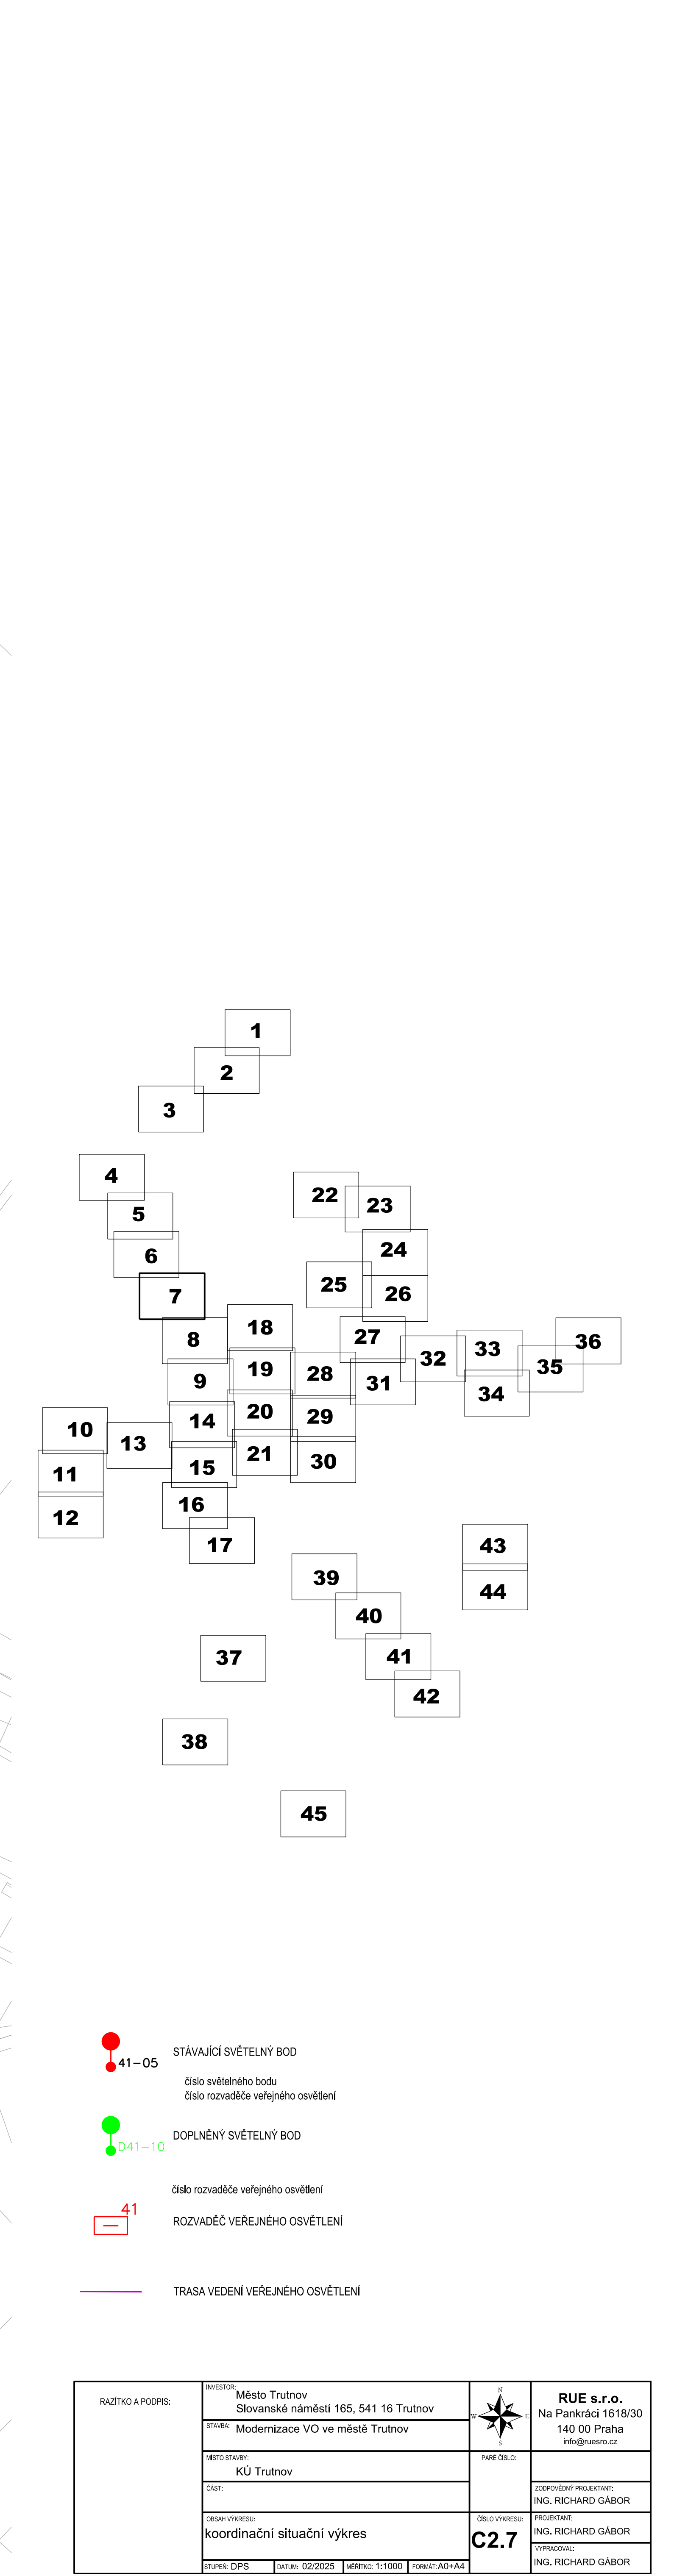 1
2
3
4
5
6
7
8
9
10
11
12
13
14
15
16
17
18
19
20
21
22
23
24
25
26
27
28
29
30
31
32
33
34
35
36
37
38
39
40
41
42
43
44
45
41-05
STÁVAJÍCÍ SVĚTELNÝ BOD
číslo světelného bodu
číslo rozvaděče veřejného osvětlení
D41-10
DOPLNĚNÝ SVĚTELNÝ BOD
číslo rozvaděče veřejného osvětlení
41
ROZVADĚČ VEŘEJNÉHO OSVĚTLENÍ
TRASA VEDENÍ VEŘEJNÉHO OSVĚTLENÍ
RAZÍTKO A PODPIS:
INVESTOR:
Město Trutnov
Slovanské náměstí 165, 541 16 Trutnov
STAVBA: Modernizace VO ve městě Trutnov
MÍSTO STAVBY:
KÚ Trutnov
ČÁST:
OBSAH VÝKRESU:
koordinační situační výkres
STUPEŇ: DPS
DATUM: 02/2025
MĚŘÍTKO: 1:1000
FORMÁT: A0+A4
N
W
E
S
PARÉ ČÍSLO:
ČÍSLO VÝKRESU:
C2.7
RUE s.r.o.
Na Pankráci 1618/30
140 00 Praha
info@ruesro.cz
ZODPOVĚDNÝ PROJEKTANT:
ING. RICHARD GÁBOR
PROJEKTANT:
ING. RICHARD GÁBOR
VYPRACOVAL:
ING. RICHARD GÁBOR